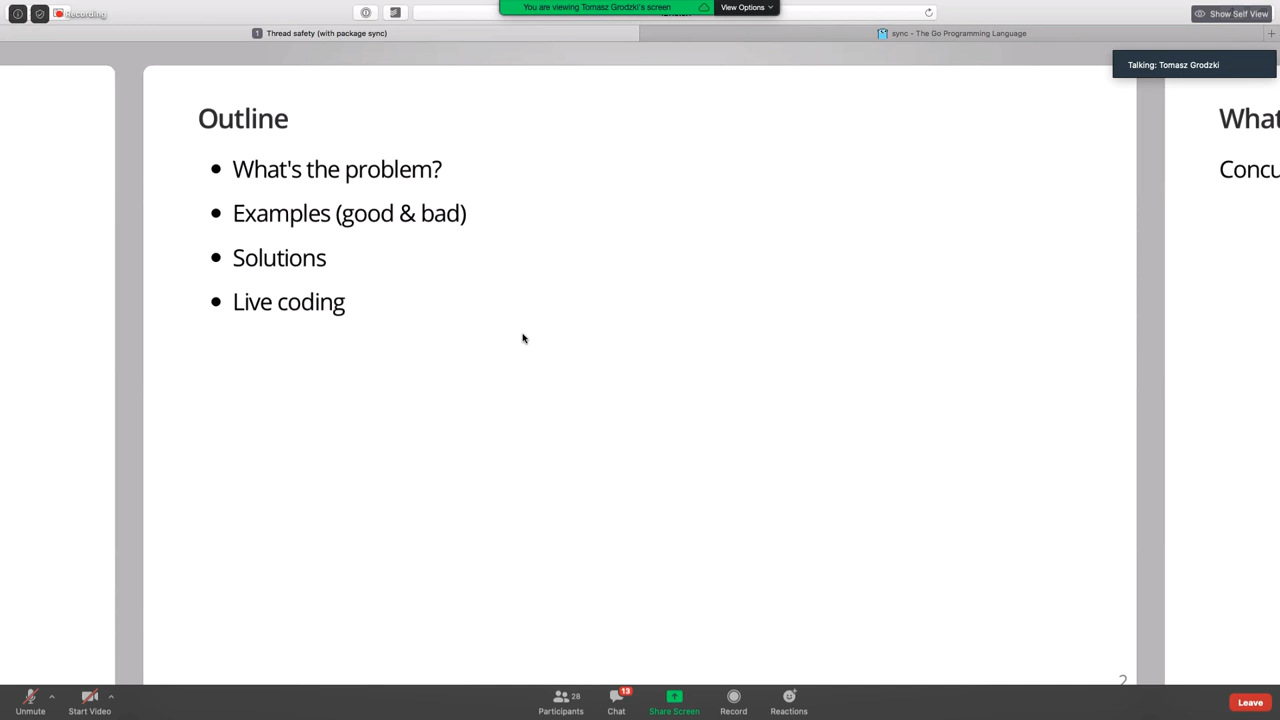 Recording
You are viewing Tomasz Grodzki's screen
View Options
Show Self View
1 Thread safety (with package sync)
sync - The Go Programming Language
Talking: Tomasz Grodzki
Outline
What's the problem?
Examples (good & bad)
Solutions
Live coding
What
Concu
2
Unmute
Start Video
28
Participants
13
Chat
Share Screen
Record
Reactions
Leave